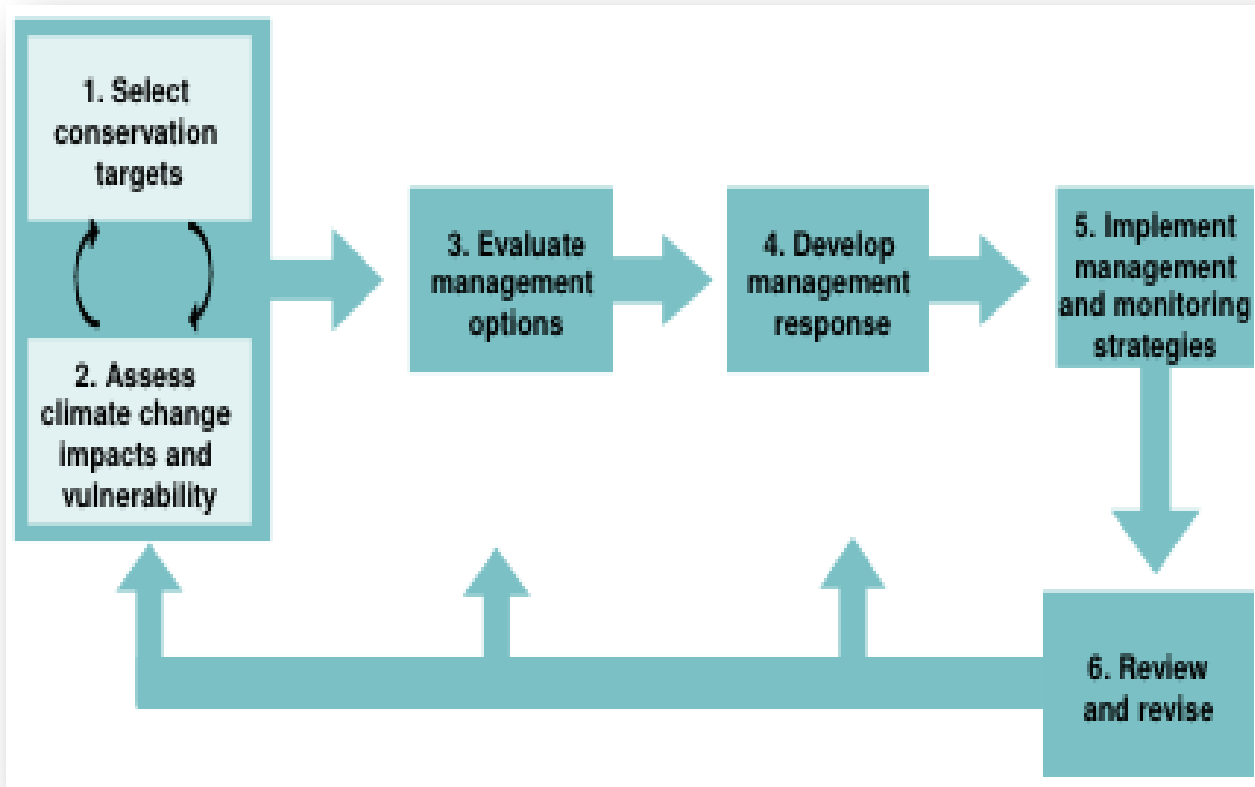 1. Select
conservation
targets
2. Assess
climate change
impacts and
vulnerability
3. Evaluate
management
options
4. Develop
management
response
5. Implement
management
and monitoring
strategies
6. Review
and revise